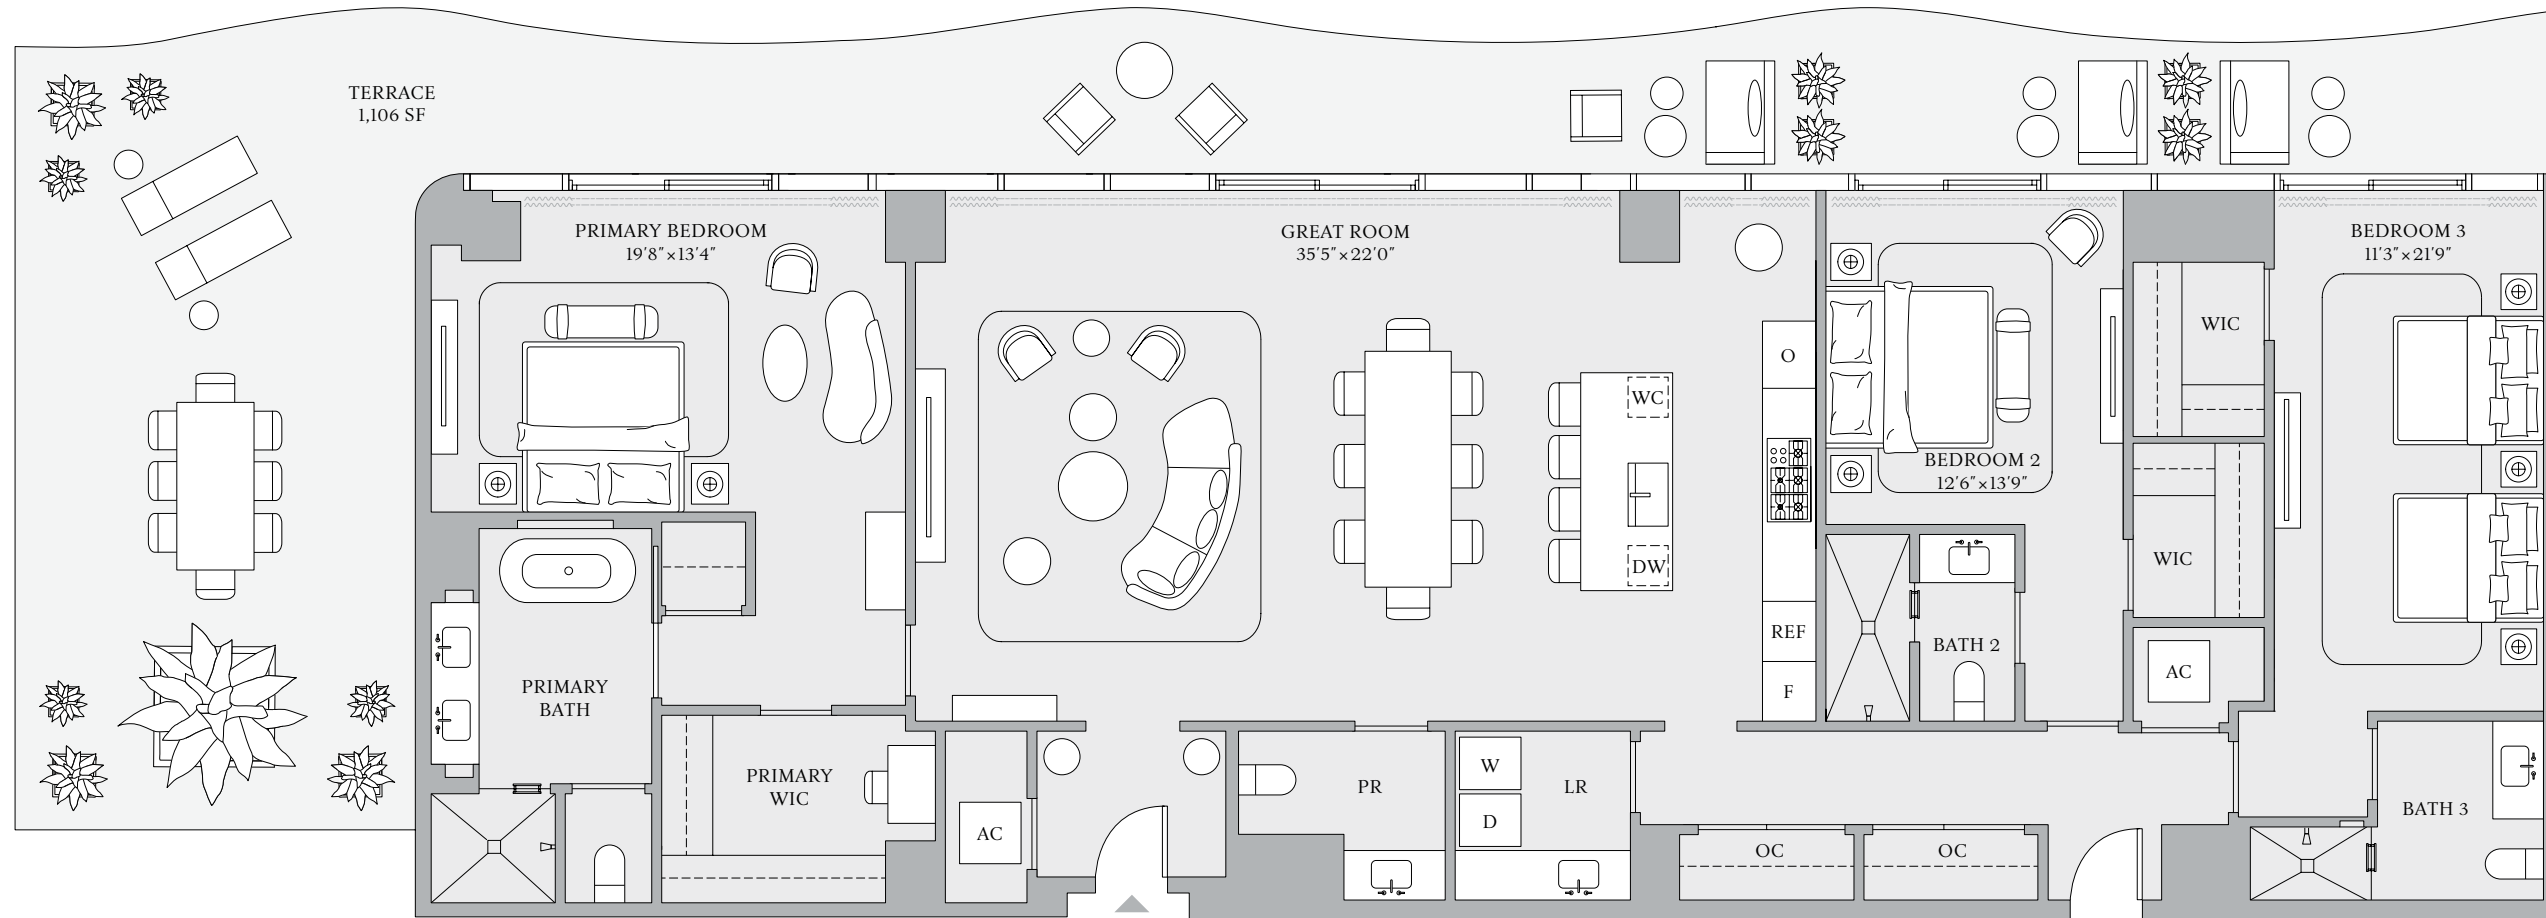 TERRACE
1,106 SF
PRIMARY BEDROOM
19'8"×13'4"
GREAT ROOM
35'5"×22'0"
BEDROOM 3
11'3"×21'9"
WIC
O
WC
BEDROOM 2
12'6"×13'9"
WIC
DW
REF
BATH 2
AC
F
PRIMARY
BATH
PRIMARY
WIC
PR
W
LR
D
AC
OC
OC
BATH 3